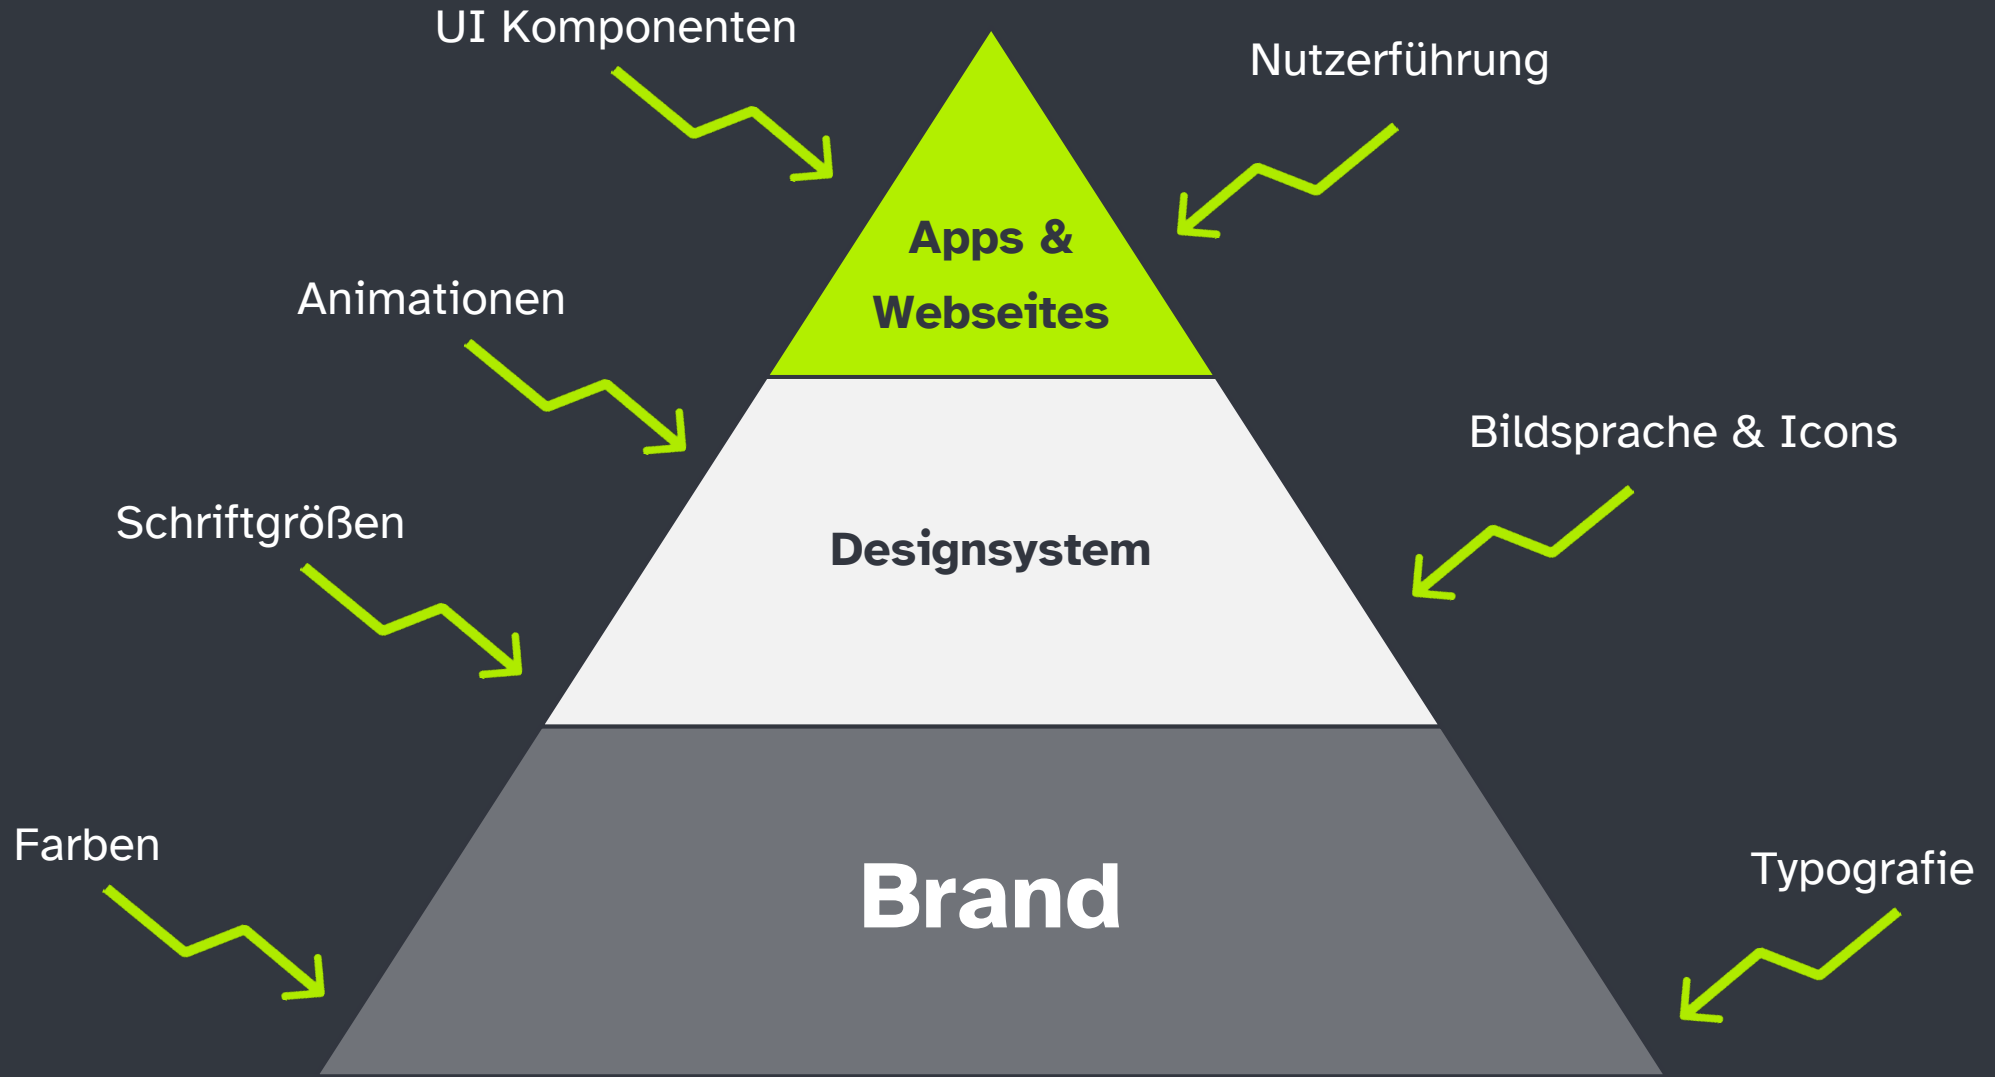 UI Komponenten
Nutzerführung
Apps &
Webseites
Animationen
Bildsprache & Icons
Schriftgrößen
Designsystem
Farben
Brand
Typografie